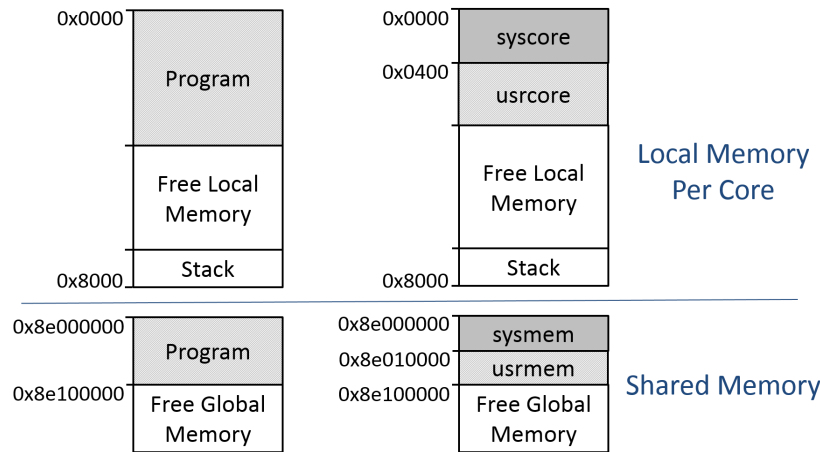 0x0000
Program
Free Local
Memory
Stack
0x8000
0x0000
syscore
0x0400
usrcore
Free Local
Memory
Stack
0x8000
Local Memory
Per Core
0x8e000000
Program
0x8e100000
Free Global
Memory
0x8e000000
sysmem
0x8e010000
usrmem
0x8e100000
Free Global
Memory
Shared Memory